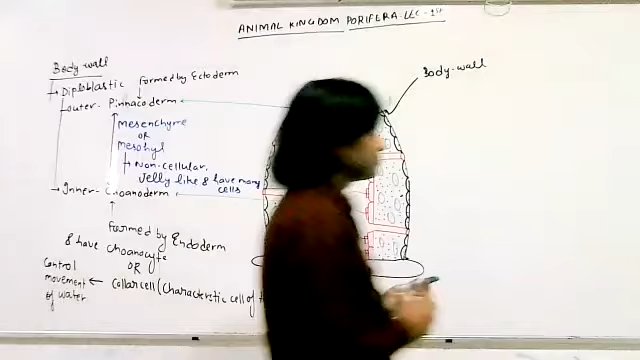 ANIMAL KINGDOM PORIFERA LEC-1st
Body wall
Body-wall
Diploblastic
formed by Ectoderm
outer- Pinnacoderm
mesenchyme
OR
mesohyl
Non-cellular,
Jelly like & have many
cells
Inner- Choanoderm
formed by Endoderm
& have choanocyte
OR
control
movement
of water
collar cell (characteristic cell of